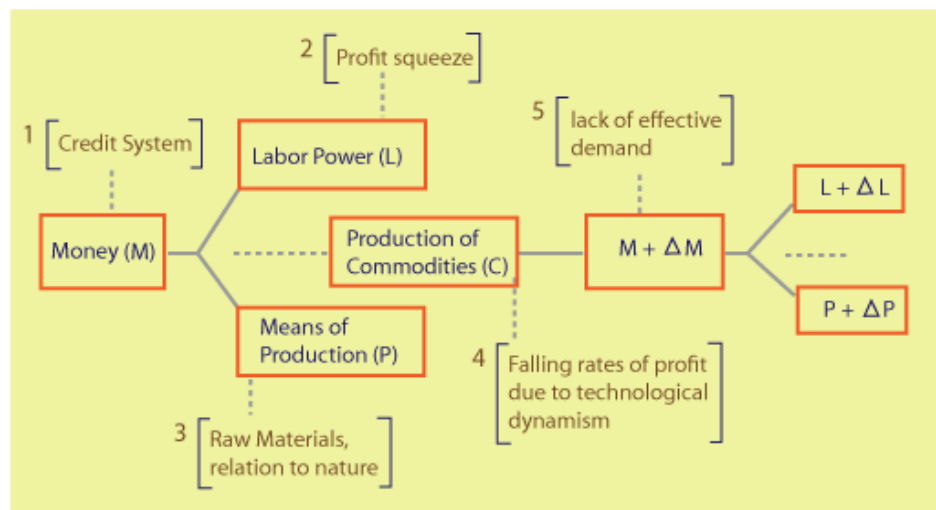 2 Profit squeeze
1 Credit System
Labor Power (L)
5 lack of effective
demand
L + Δ L
Money (M)
Production of
Commodities (C)
M + Δ M
Means of
Production (P)
P + ΔP
4 Falling rates of profit
due to technological
dynamism
3 Raw Materials,
relation to nature